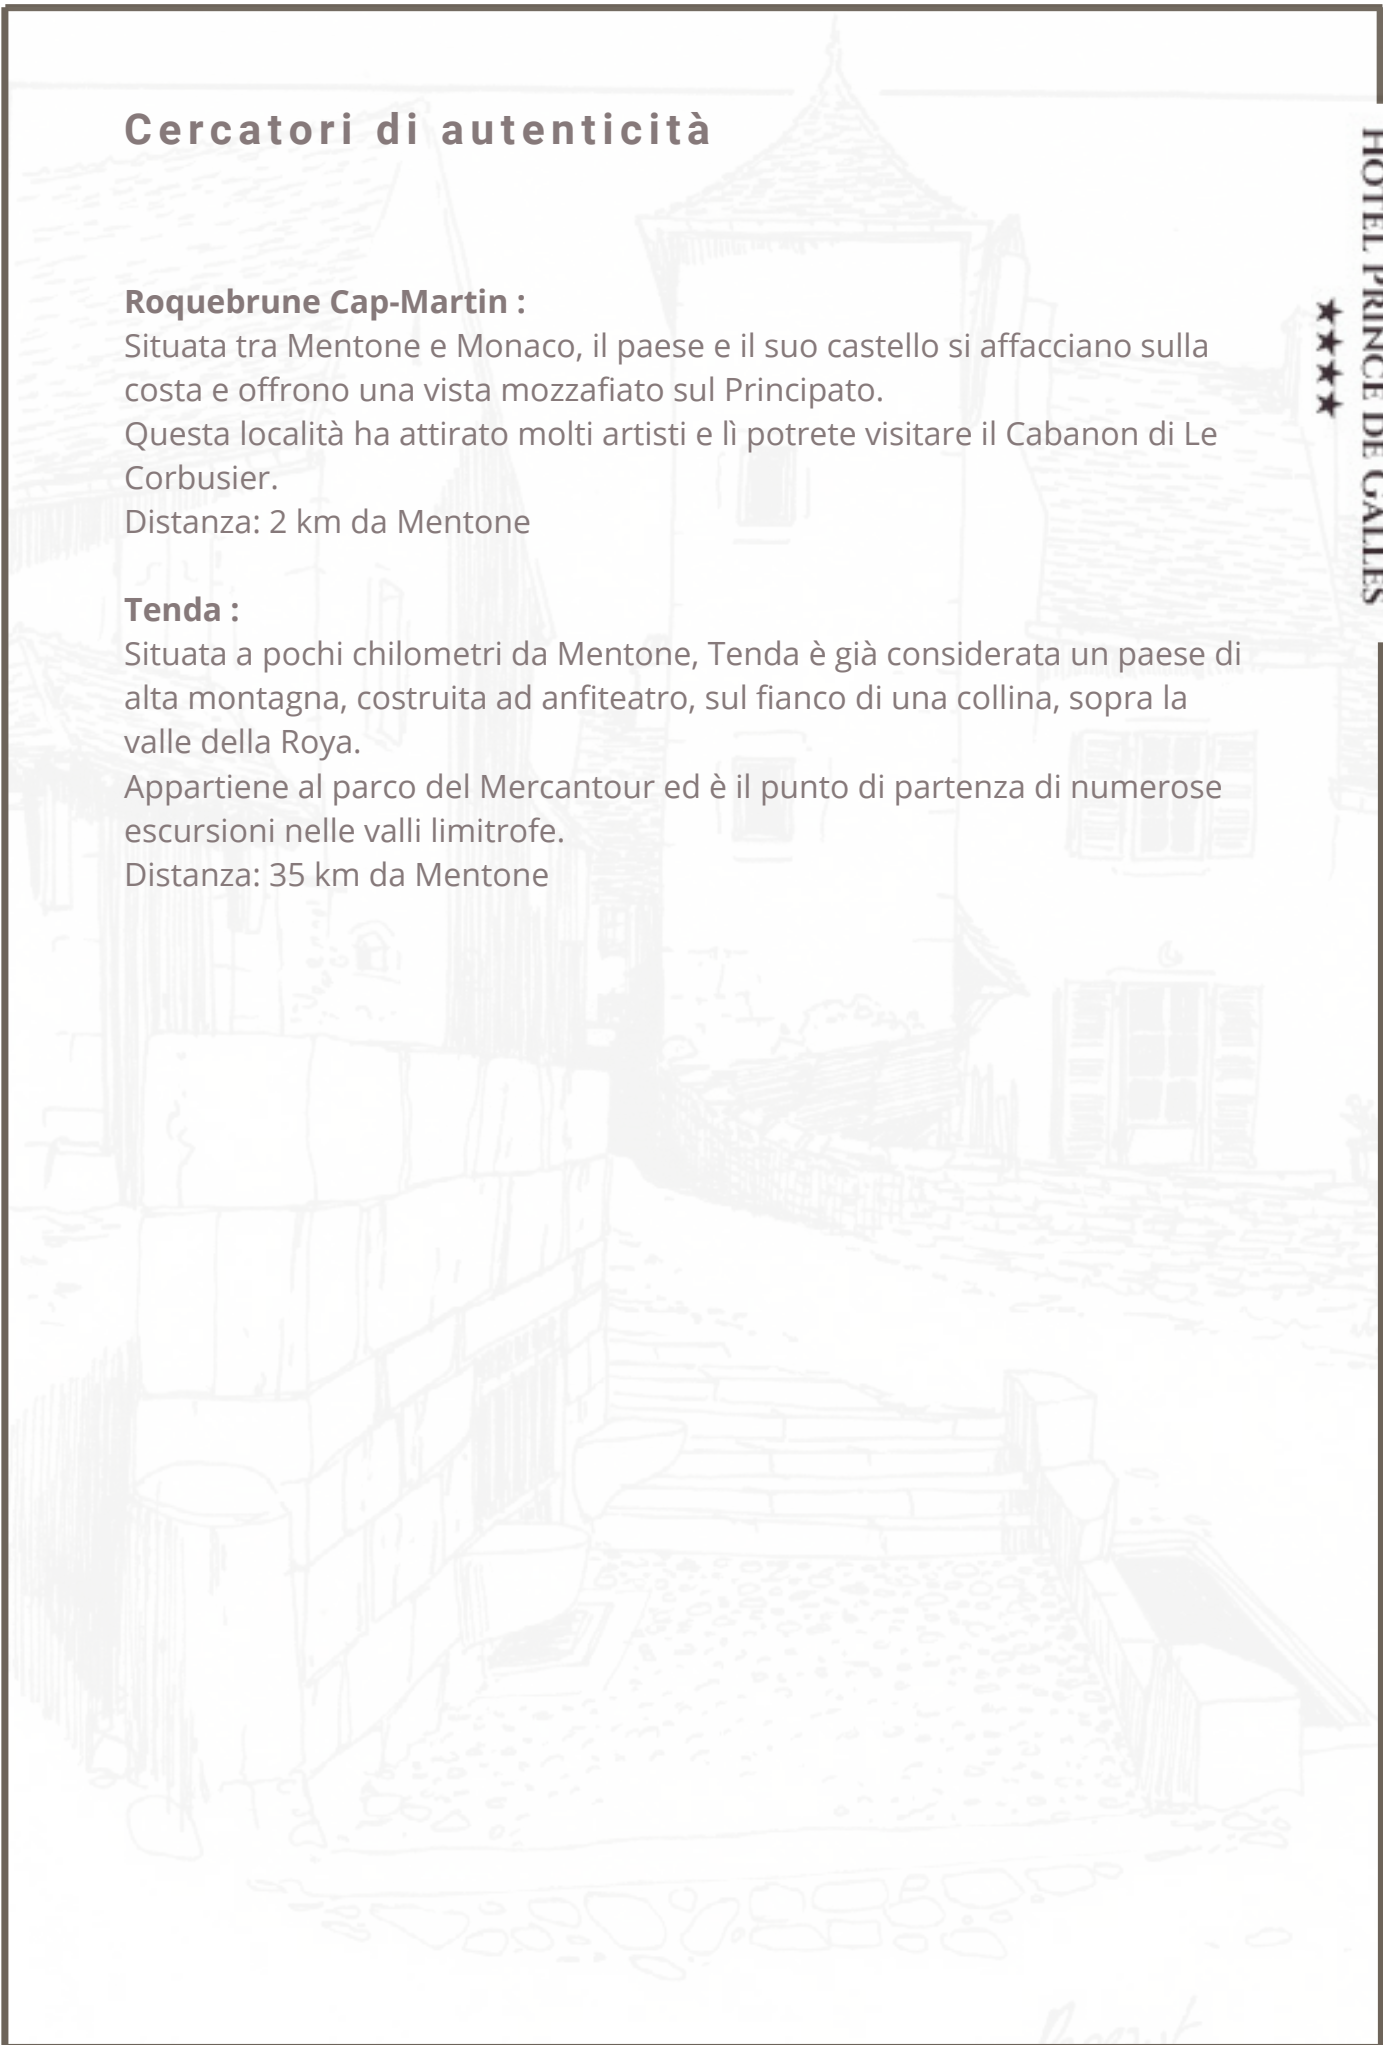 Cercatori di autenticità
HOTEL PRINCE DE GALLES
★★★★
Roquebrune Cap-Martin :
Situata tra Mentone e Monaco, il paese e il suo castello si affacciano sulla
costa e offrono una vista mozzafiato sul Principato.
Questa località ha attirato molti artisti e lì potrete visitare il Cabanon di Le
Corbusier.
Distanza: 2 km da Mentone
Tenda :
Situata a pochi chilometri da Mentone, Tenda è già considerata un paese di
alta montagna, costruita ad anfiteatro, sul fianco di una collina, sopra la
valle della Roya.
Appartiene al parco del Mercantour ed è il punto di partenza di numerose
escursioni nelle valli limitrofe.
Distanza: 35 km da Mentone